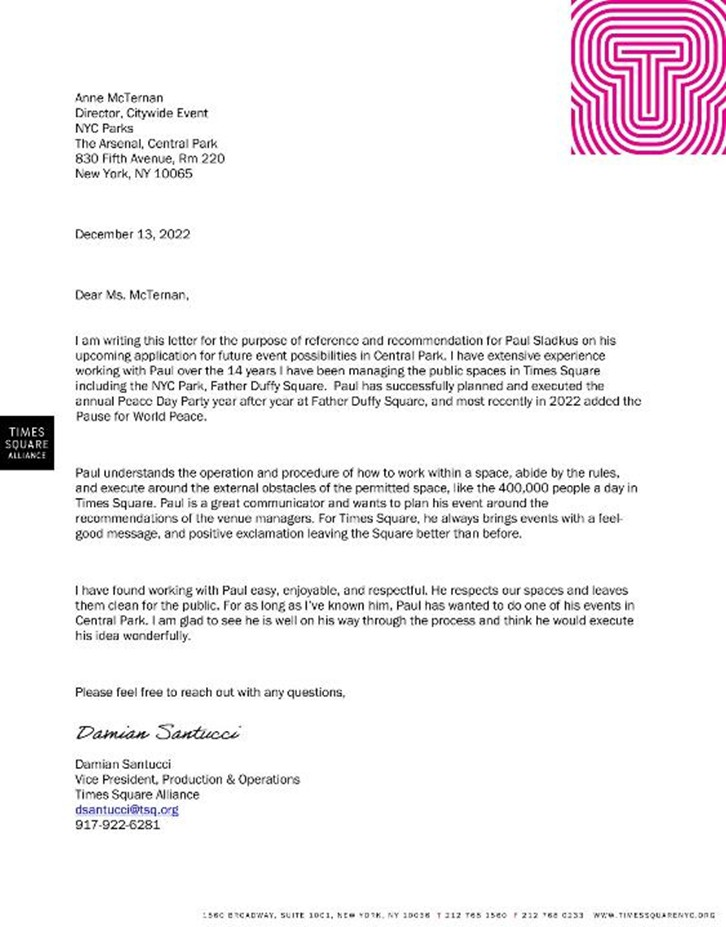 Anne McTernan
Director, Citywide Event
NYC Parks
The Arsenal, Central Park
830 Fifth Avenue, Rm 220
New York, NY 10065
December 13, 2022
Dear Ms. McTernan,
I am writing this letter for the purpose of reference and recommendation for Paul Sladkus on his
upcoming application for future event possibilities in Central Park. I have extensive experience
working with Paul over the 14 years I have been managing the public spaces in Times Square
including the NYC Park, Father Duffy Square.  Paul has successfully planned and executed the
annual Peace Day Party year after year at Father Duffy Square, and most recently in 2022 added the
Pause for World Peace.
TIMES
SQUARE
ALLIANCE
Paul understands the operation and procedure of how to work within a space, abide by the rules,
and execute around the external obstacles of the permitted space, like the 400,000 people a day in
Times Square. Paul is a great communicator and wants to plan his event around the
recommendations of the venue managers. For Times Square, he always brings events with a feel-
good message, and positive exclamation leaving the Square better than before.
I have found working with Paul easy, enjoyable, and respectful. He respects our spaces and leaves
them clean for the public. For as long as I've known him, Paul has wanted to do one of his events in
Central Park. I am glad to see he is well on his way through the process and think he would execute
his idea wonderfully.
Please feel free to reach out with any questions,
Damian Santucci
Damian Santucci
Vice President, Production & Operations
Times Square Alliance
dsantucci@tsq.org
917-922-6281
1560 BROADWAY, SUITE 1001, NEW YORK, NY 10036 T 212 768 1560 F 212 768 0233 WWW.TIMESSQUARENYC.ORG